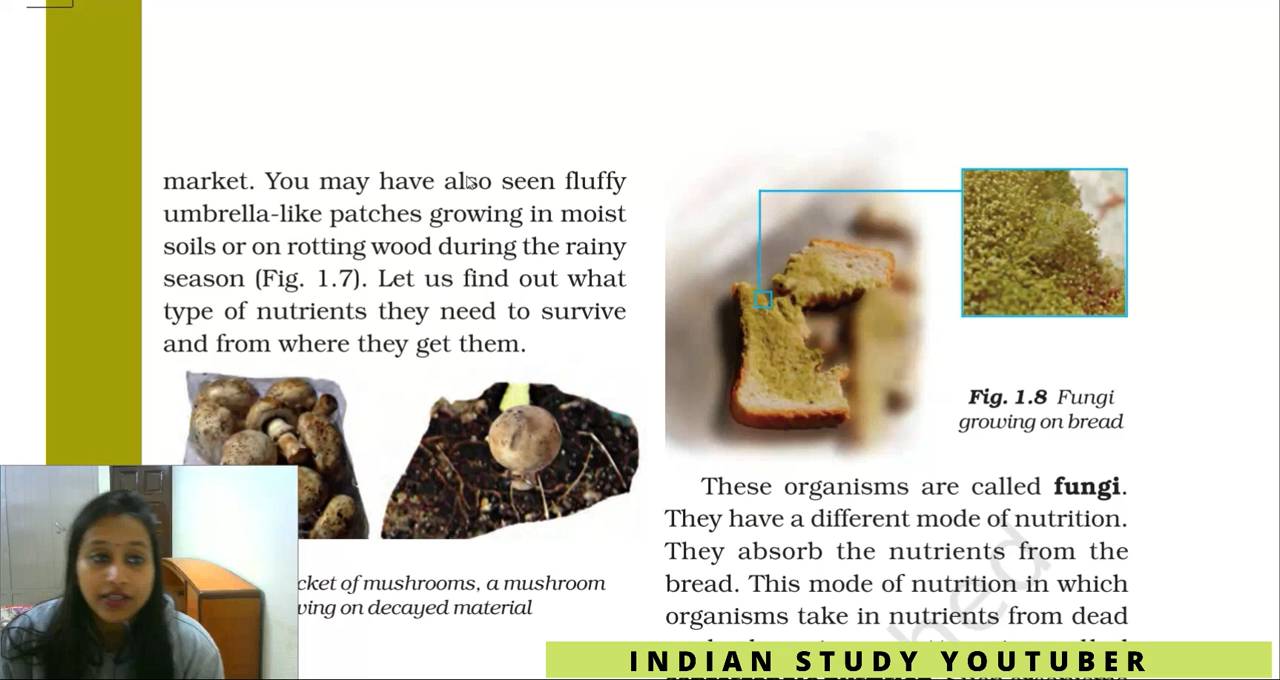 market. You may have also seen fluffy
umbrella-like patches growing in moist
soils or on rotting wood during the rainy
season (Fig. 1.7). Let us find out what
type of nutrients they need to survive
and from where they get them.
cket of mushrooms, a mushroom
ving on decayed material
Fig. 1.8 Fungi
growing on bread
These organisms are called fungi.
They have a different mode of nutrition.
They absorb the nutrients from the
bread. This mode of nutrition in which
organisms take in nutrients from dead
INDIAN STUDY YOUTUBER